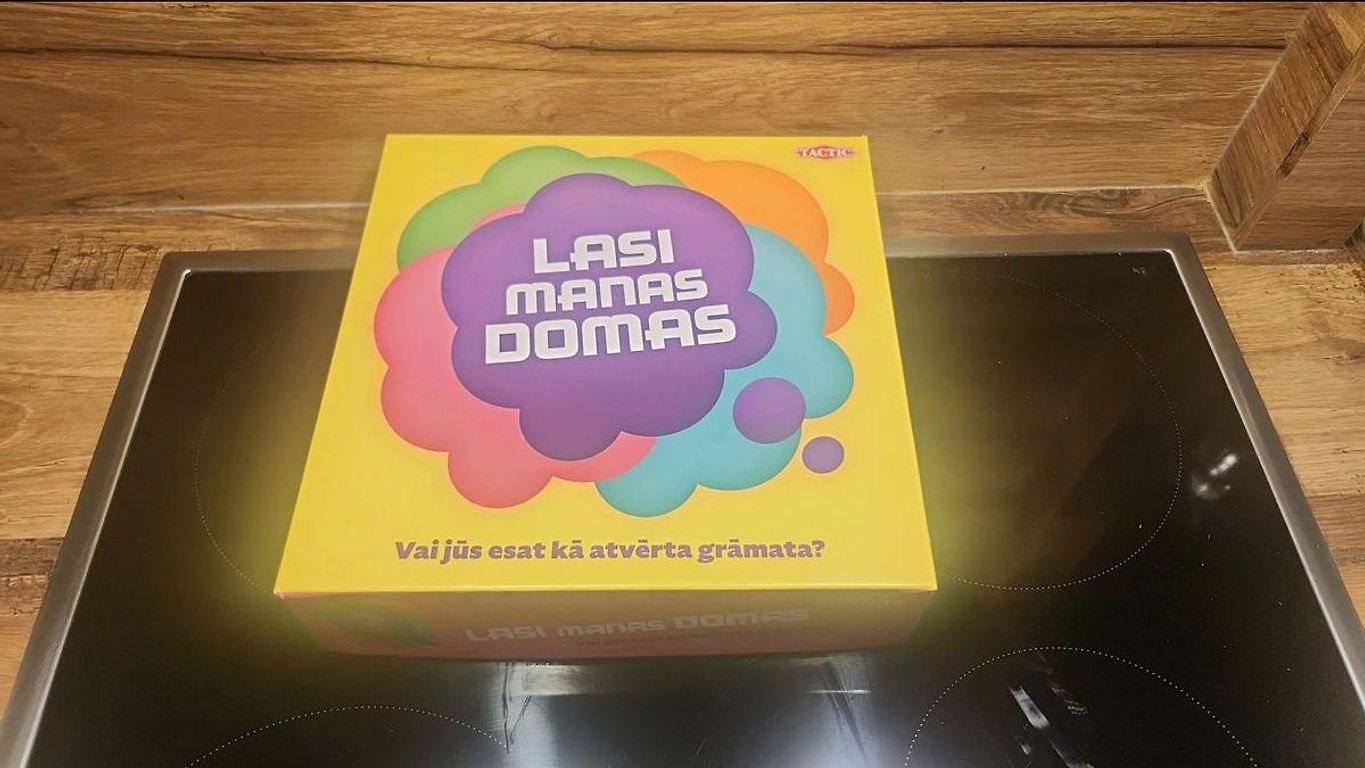 TACTIC
LASI
MANAS
DOMAS
Vai jūs esat kā atvērta grāmata?
LASI MANAS DOMAS